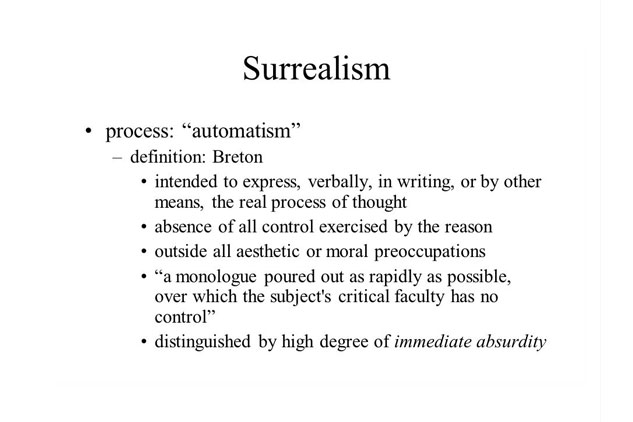 Surrealism
• process: “automatism”
– definition: Breton
• intended to express, verbally, in writing, or by other
means, the real process of thought
• absence of all control exercised by the reason
• outside all aesthetic or moral preoccupations
• “a monologue poured out as rapidly as possible,
over which the subject's critical faculty has no
control”
• distinguished by high degree of immediate absurdity